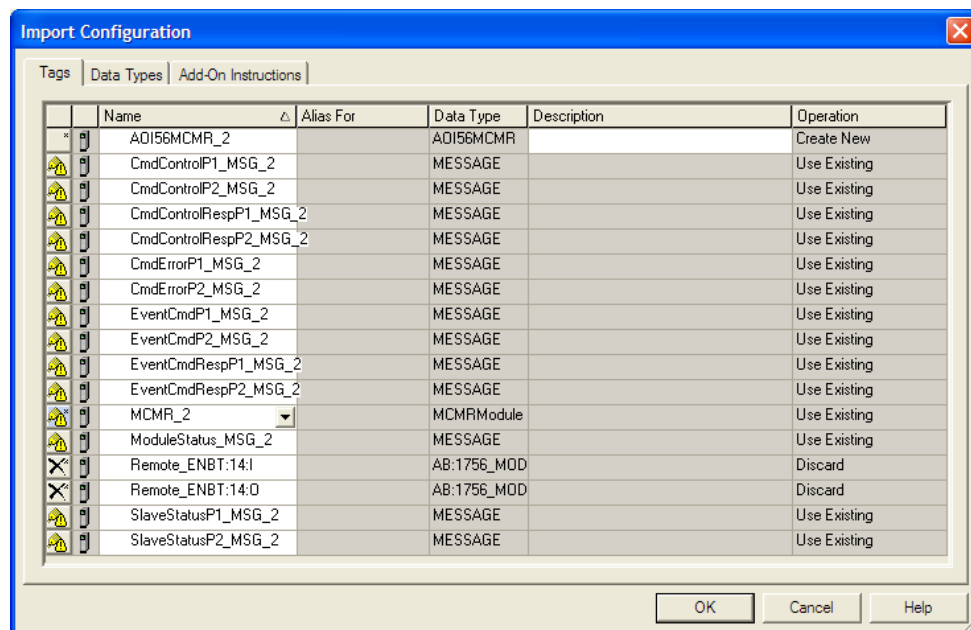 Import Configuration
Tags Data Types Add-On Instructions
Name Alias For Data Type Description Operation
AOI56MCMR_2 AOI56MCMR Create New
CmdControlP1_MSG_2 MESSAGE Use Existing
CmdControlP2_MSG_2 MESSAGE Use Existing
CmdControlRespP1_MSG_2 MESSAGE Use Existing
CmdControlRespP2_MSG_2 MESSAGE Use Existing
CmdErrorP1_MSG_2 MESSAGE Use Existing
CmdErrorP2_MSG_2 MESSAGE Use Existing
EventCmdP1_MSG_2 MESSAGE Use Existing
EventCmdP2_MSG_2 MESSAGE Use Existing
EventCmdRespP1_MSG_2 MESSAGE Use Existing
EventCmdRespP2_MSG_2 MESSAGE Use Existing
MCMR_2 MCMRModule Use Existing
ModuleStatus_MSG_2 MESSAGE Use Existing
Remote_ENBT:14:I AB:1756_MOD Discard
Remote_ENBT:14:O AB:1756_MOD Discard
SlaveStatusP1_MSG_2 MESSAGE Use Existing
SlaveStatusP2_MSG_2 MESSAGE Use Existing
OK Cancel Help